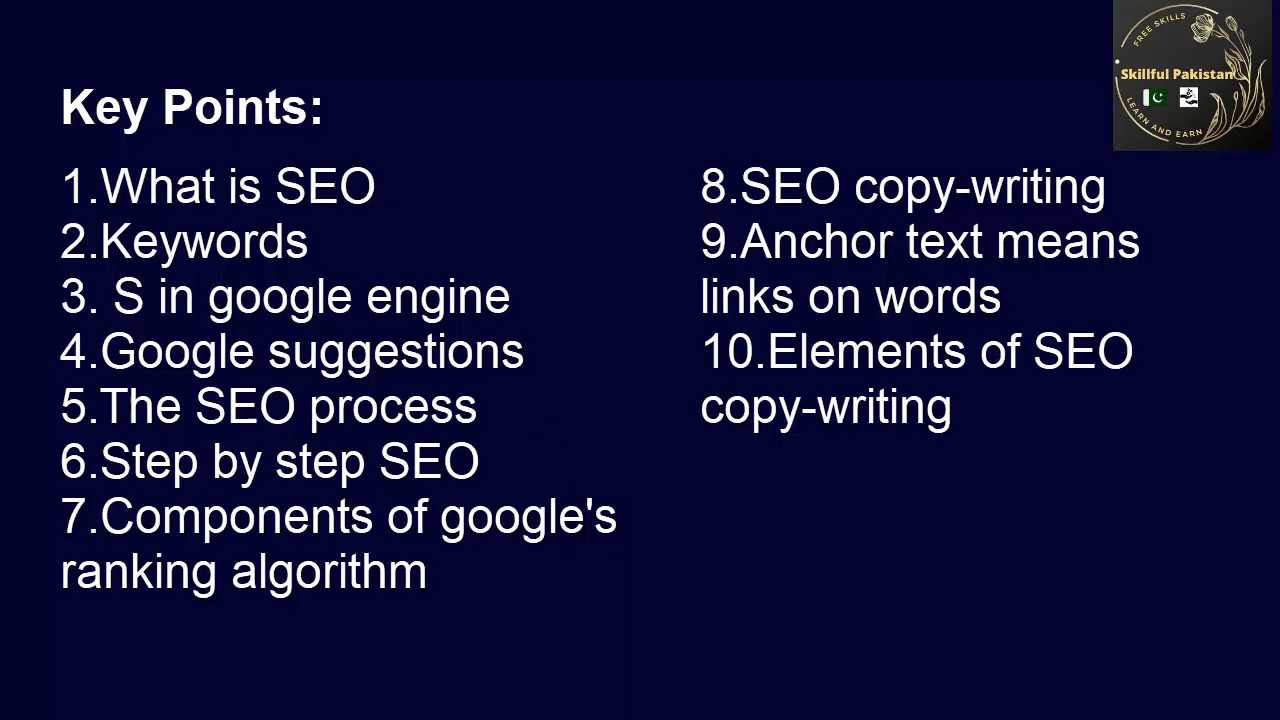 Key Points:
1.What is SEO
2.Keywords
3. S in google engine
4.Google suggestions
5.The SEO process
6.Step by step SEO
7.Components of google's
ranking algorithm
8.SEO copy-writing
9.Anchor text means
links on words
10.Elements of SEO
copy-writing
FREE SKILLS
Skillful Pakistan
LEARN AND EARN